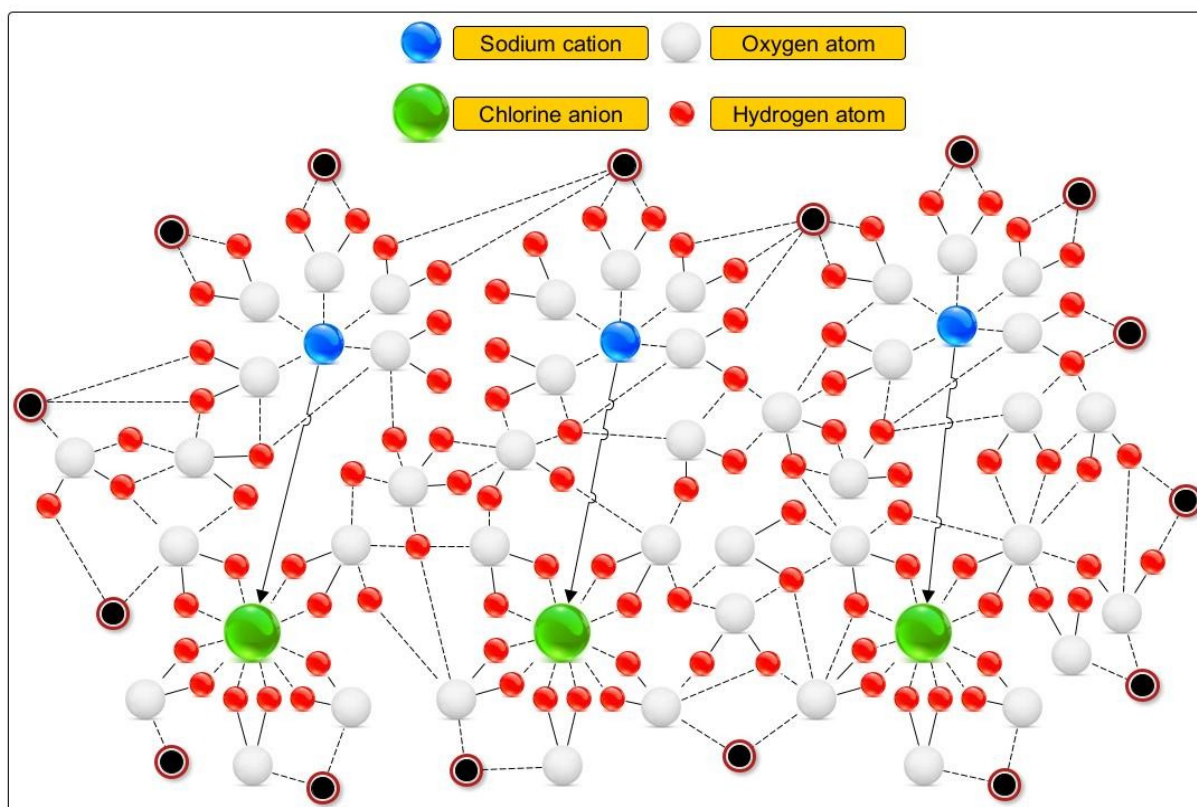 Sodium cation
Oxygen atom
Chlorine anion
Hydrogen atom